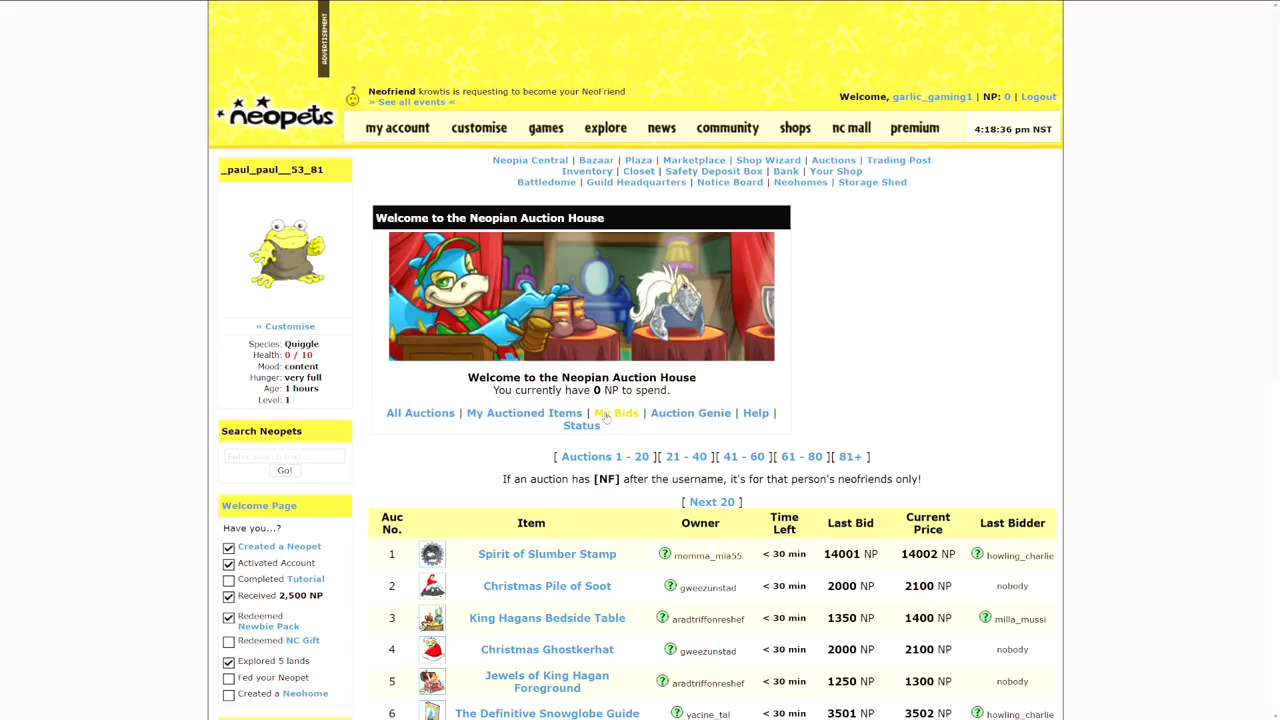 ADVERTISEMENT
Neofriend krowtis is requesting to become your NeoFriend
» See all events «
Welcome, garlic_gaming1 | NP: 0 | Logout
neopets
my account customise games explore news community shops nc mall premium 4:18:36 pm NST
_paul_paul__53_81
Neopia Central | Bazaar | Plaza | Marketplace | Shop Wizard | Auctions | Trading Post
Inventory | Closet | Safety Deposit Box | Bank | Your Shop
Battledome | Guild Headquarters | Notice Board | Neohomes | Storage Shed
» Customise
Species: Quiggle
Health: 0 / 10
Mood: content
Hunger: very full
Age: 1 hours
Level: 1
Search Neopets
Enter search text...
Go!
Welcome Page
Have you...?
Created a Neopet
Activated Account
Completed Tutorial
Received 2,500 NP
Redeemed
Newbie Pack
Redeemed NC Gift
Explored 5 lands
Fed your Neopet
Created a Neohome
Welcome to the Neopian Auction House
Welcome to the Neopian Auction House
You currently have 0 NP to spend.
All Auctions | My Auctioned Items | My Bids | Auction Genie | Help |
Status
[ Auctions 1 - 20 ][ 21 - 40 ][ 41 - 60 ][ 61 - 80 ][ 81+ ]
If an auction has [NF] after the username, it's for that person's neofriends only!
[ Next 20 ]
Auc No. Item Owner Time Left Last Bid Current Price Last Bidder
1 Spirit of Slumber Stamp momma_mia55 < 30 min 14001 NP 14002 NP howling_charlie
2 Christmas Pile of Soot gweezunstad < 30 min 2000 NP 2100 NP nobody
3 King Hagans Bedside Table aradtriffonreshef < 30 min 1350 NP 1400 NP milla_mussi
4 Christmas Ghostkerhat gweezunstad < 30 min 2000 NP 2100 NP nobody
5 Jewels of King Hagan Foreground aradtriffonreshef < 30 min 1250 NP 1300 NP nobody
6 The Definitive Snowglobe Guide yacine_tal < 30 min 3501 NP 3502 NP howling_charlie